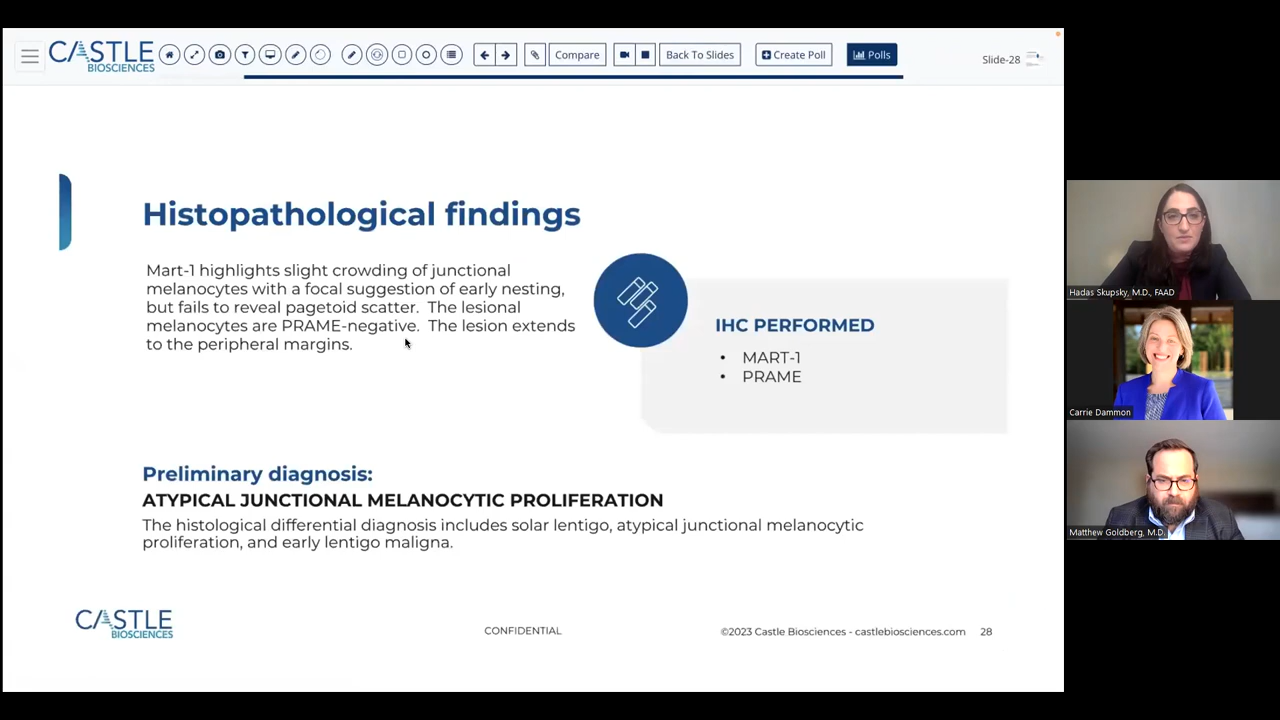 CASTLE
BIOSCIENCES
Compare
Back To Slides
Create Poll
Polls
Slide-28
Histopathological findings
Mart-1 highlights slight crowding of junctional
melanocytes with a focal suggestion of early nesting,
but fails to reveal pagetoid scatter. The lesional
melanocytes are PRAME-negative. The lesion extends
to the peripheral margins.
IHC PERFORMED
• MART-1
• PRAME
Preliminary diagnosis:
ATYPICAL JUNCTIONAL MELANOCYTIC PROLIFERATION
The histological differential diagnosis includes solar lentigo, atypical junctional melanocytic
proliferation, and early lentigo maligna.
CASTLE
BIOSCIENCES
CONFIDENTIAL
©2023 Castle Biosciences - castlebiosciences.com 28
Hadas Skupsky, M.D., FAAD
Carrie Dammon
Matthew Goldberg, M.D.